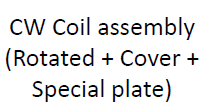 CW Coil assembly
(Rotated + Cover +
Special plate)